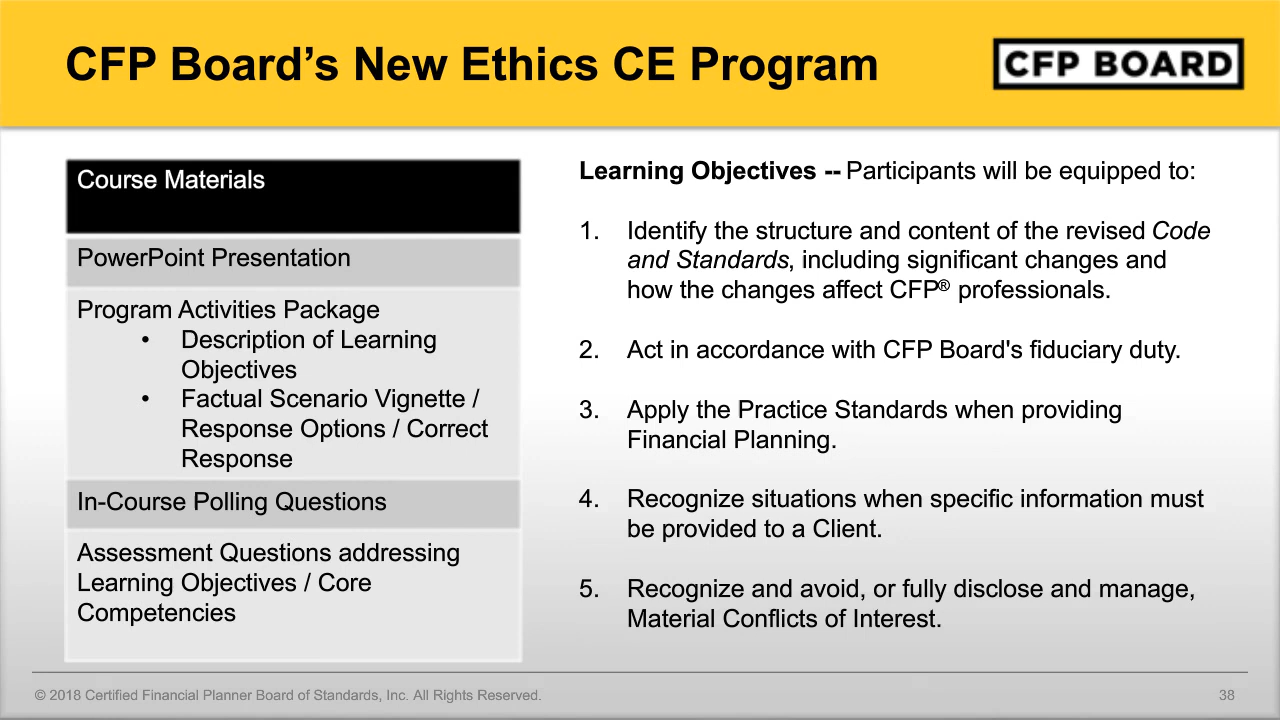 CFP Board’s New Ethics CE Program
CFP BOARD
Course Materials
PowerPoint Presentation
Program Activities Package
• Description of Learning
Objectives
• Factual Scenario Vignette /
Response Options / Correct
Response
In-Course Polling Questions
Assessment Questions addressing
Learning Objectives / Core
Competencies
Learning Objectives -- Participants will be equipped to:
1. Identify the structure and content of the revised Code
and Standards, including significant changes and
how the changes affect CFP® professionals.
2. Act in accordance with CFP Board's fiduciary duty.
3. Apply the Practice Standards when providing
Financial Planning.
4. Recognize situations when specific information must
be provided to a Client.
5. Recognize and avoid, or fully disclose and manage,
Material Conflicts of Interest.
© 2018 Certified Financial Planner Board of Standards, Inc. All Rights Reserved.
38